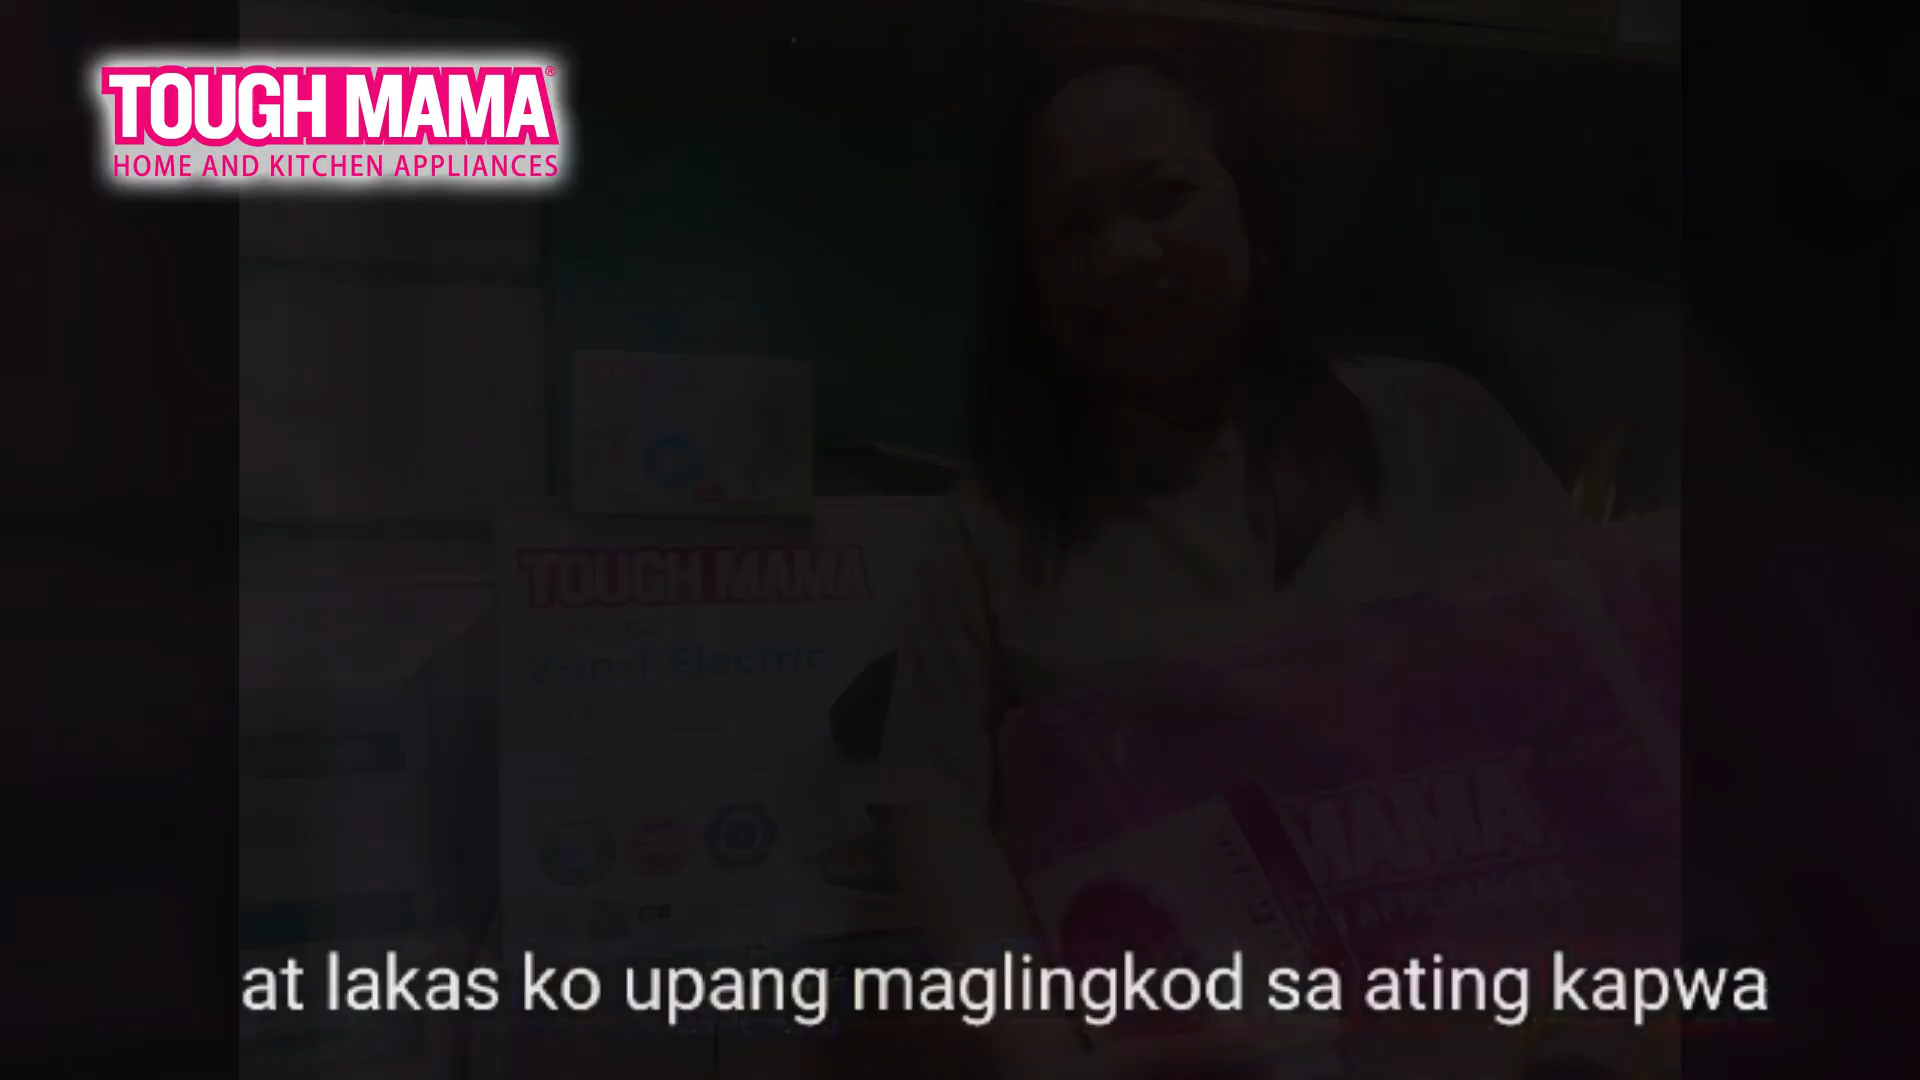 TOUGH MAMA®
HOME AND KITCHEN APPLIANCES
TOUGH MAMA
2-in-1 Electric
MAMA
APPLIANCES
at lakas ko upang maglingkod sa ating kapwa